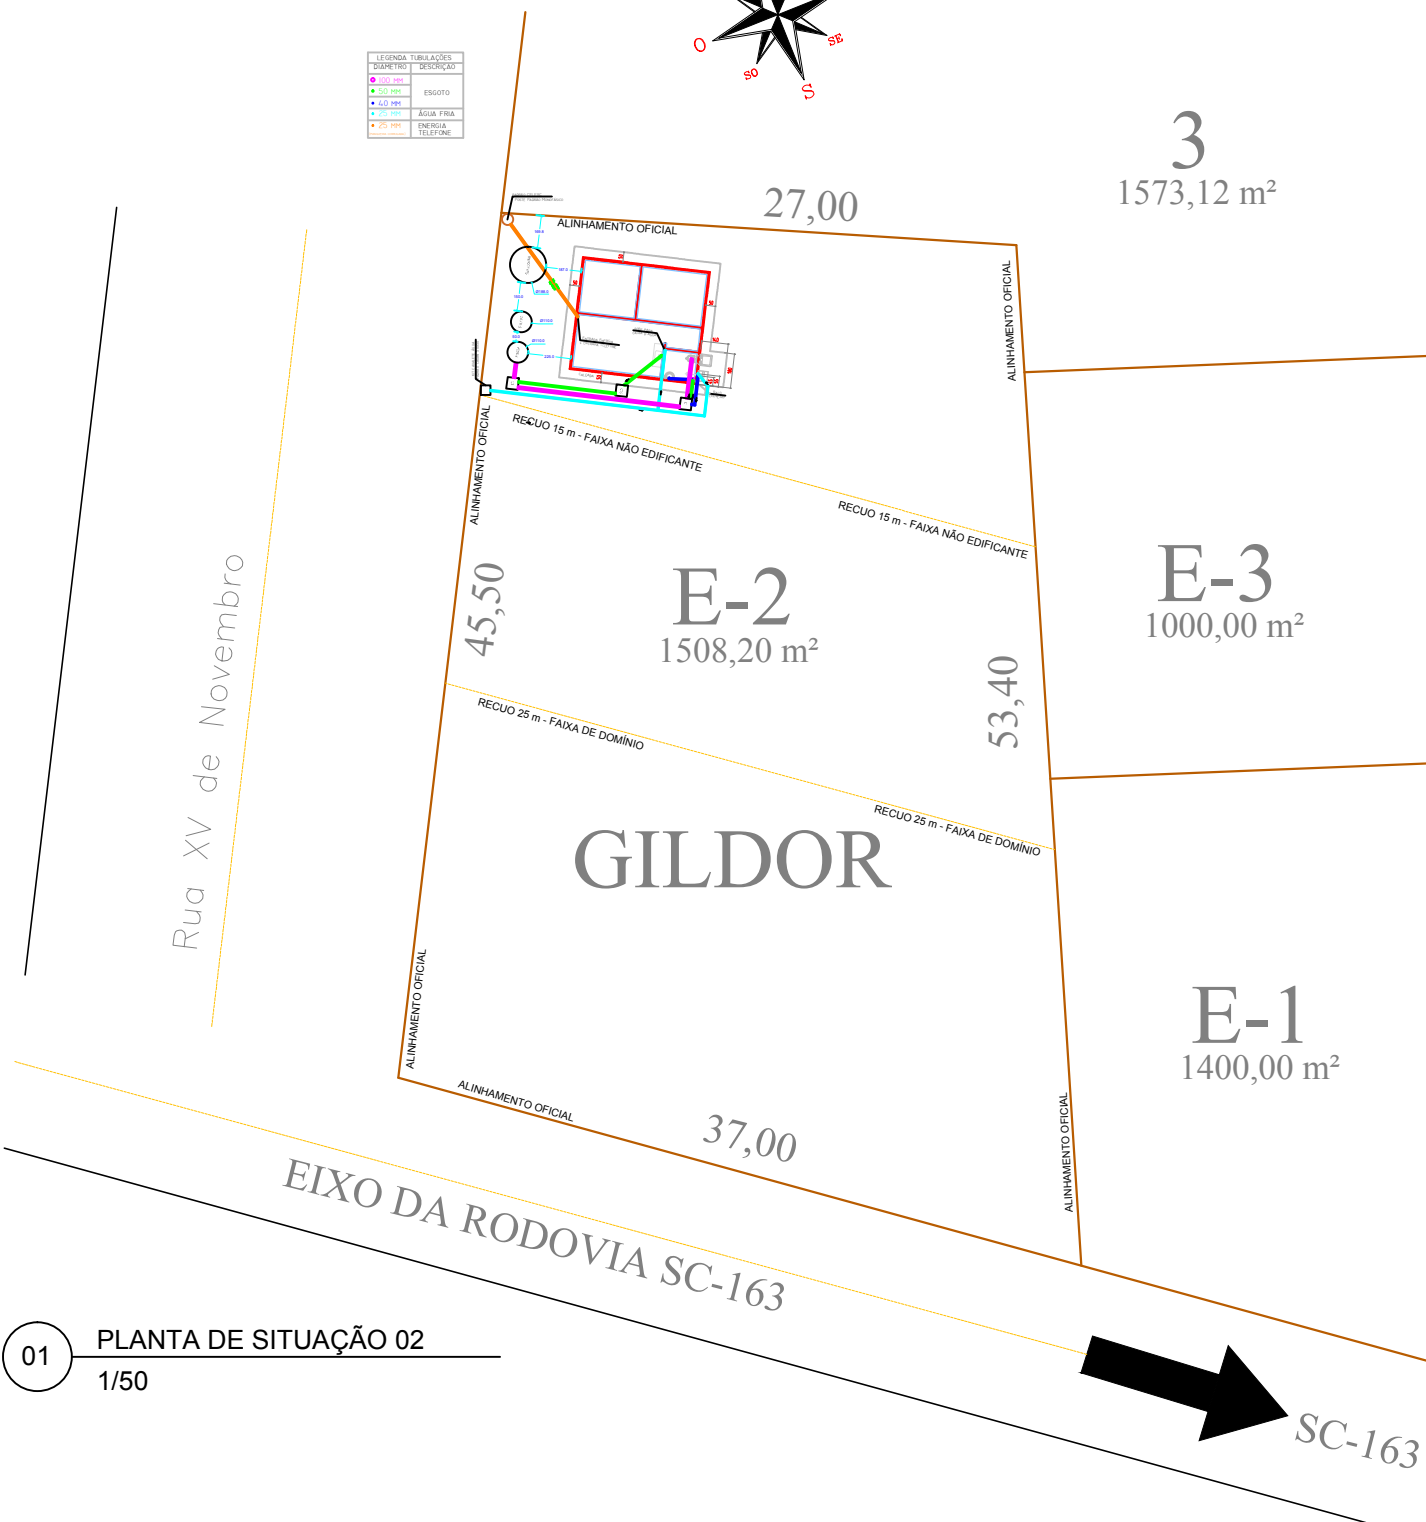 O
SE
SO
S
LEGENDA TUBULAÇÕES
DIAMETRO DESCRIÇAO
100 MM
50 MM
ESGOTO
40 MM
25 MM ÁGUA FRIA
25 MM ENERGIA
TELEFONE
3
1573,12 m²
27,00
ALINHAMENTO OFICIAL
ALINHAMENTO OFICIAL
RECUO 15 m - FAIXA NÃO EDIFICANTE
ALINHAMENTO OFICIAL
RECUO 15 m - FAIXA NÃO EDIFICANTE
E-2
1508,20 m²
45,50
53,40
E-3
1000,00 m²
Rua XV de Novembro
RECUO 25 m - FAIXA DE DOMÍNIO
RECUO 25 m - FAIXA DE DOMÍNIO
GILDOR
E-1
1400,00 m²
ALINHAMENTO OFICIAL
ALINHAMENTO OFICIAL
37,00
ALINHAMENTO OFICIAL
EIXO DA RODOVIA SC-163
01
PLANTA DE SITUAÇÃO 02
1/50
SC-163